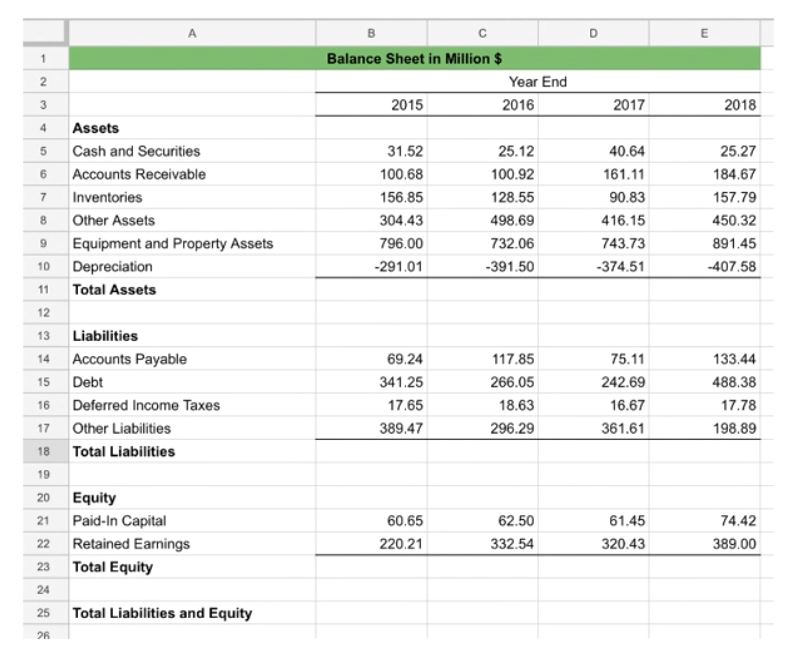 A B C D E
1 Balance Sheet in Million $
2 Year End
3 2015 2016 2017 2018
4 Assets
5 Cash and Securities 31.52 25.12 40.64 25.27
6 Accounts Receivable 100.68 100.92 161.11 184.67
7 Inventories 156.85 128.55 90.83 157.79
8 Other Assets 304.43 498.69 416.15 450.32
9 Equipment and Property Assets 796.00 732.06 743.73 891.45
10 Depreciation -291.01 -391.50 -374.51 -407.58
11 Total Assets
12
13 Liabilities
14 Accounts Payable 69.24 117.85 75.11 133.44
15 Debt 341.25 266.05 242.69 488.38
16 Deferred Income Taxes 17.65 18.63 16.67 17.78
17 Other Liabilities 389.47 296.29 361.61 198.89
18 Total Liabilities
19
20 Equity
21 Paid-In Capital 60.65 62.50 61.45 74.42
22 Retained Earnings 220.21 332.54 320.43 389.00
23 Total Equity
24
25 Total Liabilities and Equity
26